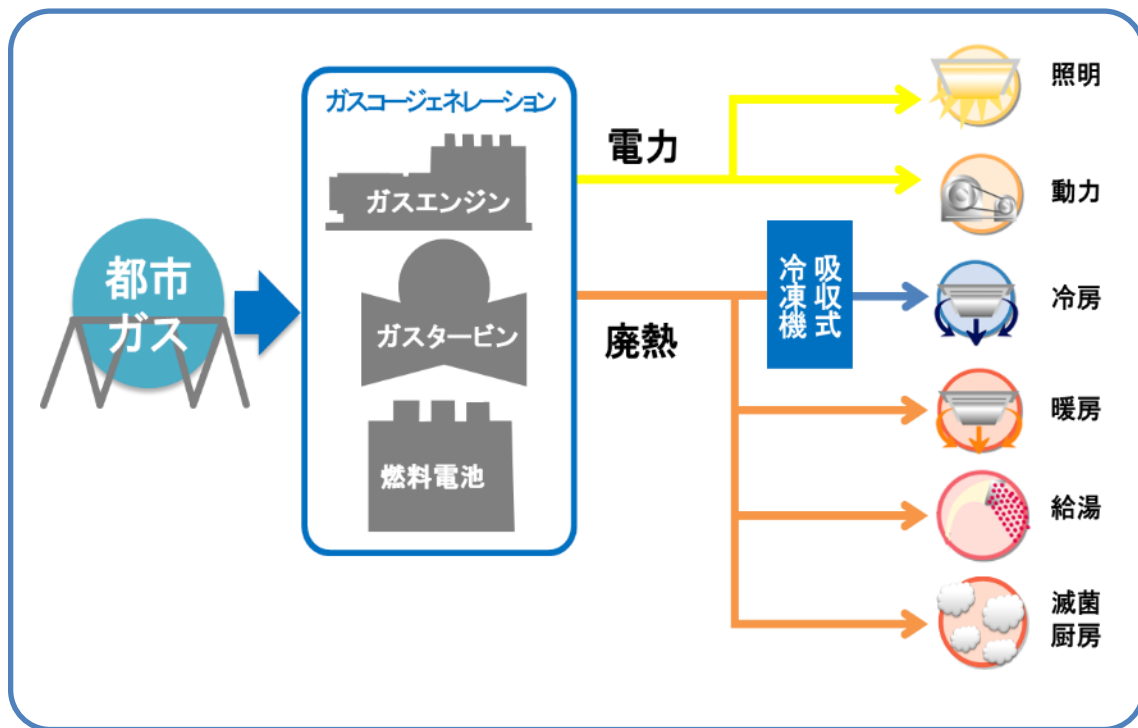 ガスコージェネレーション
都市
ガス
ガスエンジン
ガスタービン
燃料電池
電力
廃熱
吸収式
冷凍機
照明
動力
冷房
暖房
給湯
滅菌
厨房